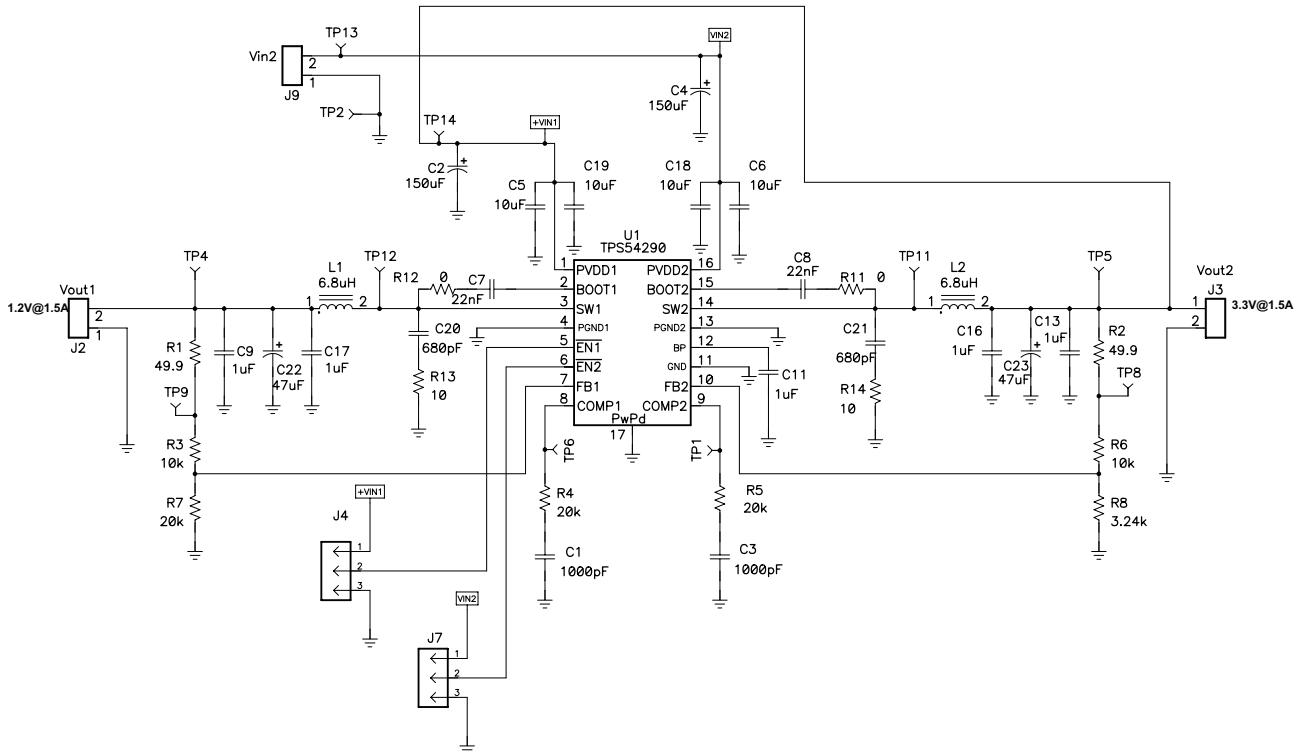 TP13
VIN2
Vin2
2
1
J9
TP2
C4
+
150uF
TP14
+VIN1
C2
+
150uF
C5
10uF
C19
10uF
C18
10uF
C6
10uF
U1
TPS54290
1 PVDD1 PVDD2 16
2 BOOT1 BOOT2 15
3 SW1 SW2 14
4 PGND1 PGND2 13
5 EN1 BP 12
6 EN2 GND 11
7 FB1 FB2 10
8 COMP1 COMP2 9
PwPd
17
TP4
L1
6.8uH
1 2
TP12
R12 0 C7
22nF
C8
22nF
R11 0
TP11
L2
6.8uH
1 2
TP5
Vout1
1.2V@1.5A
2
1
J2
Vout2
J3
1
2
3.3V@1.5A
R1
49.9
C9
1uF
C22
+
47uF
C17
1uF
C20
680pF
R13
10
TP9
R3
10k
R7
20k
C21
680pF
R14
10
C16
1uF
C23
+
47uF
C13
1uF
R2
49.9
TP8
R6
10k
R8
3.24k
C11
1uF
TP6
R4
20k
C1
1000pF
TP1
R5
20k
C3
1000pF
+VIN1
J4
1
2
3
VIN2
J7
1
2
3